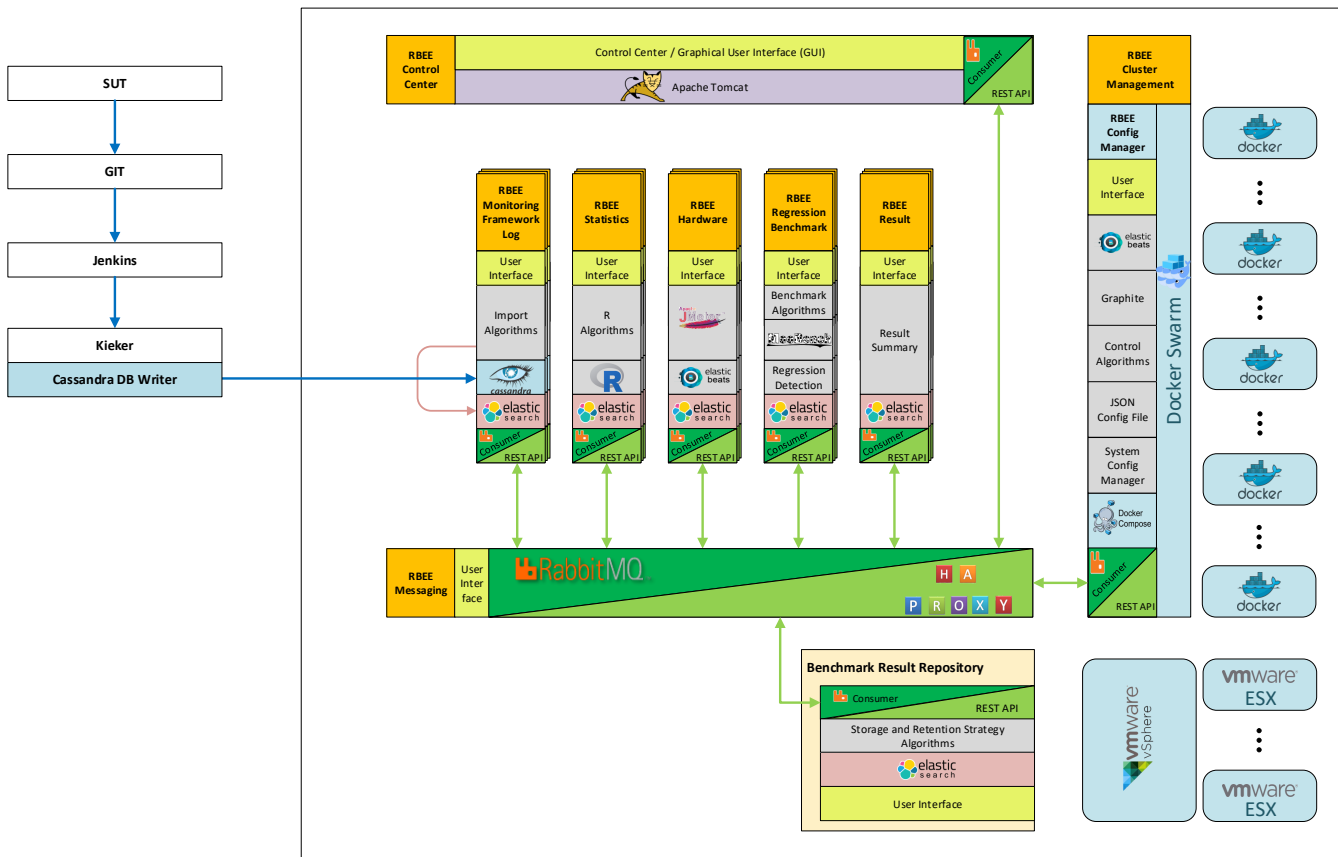 SUT
GIT
Jenkins
Kieker
Cassandra DB Writer
RBEE
Control
Center
Control Center / Graphical User Interface (GUI)
Apache Tomcat
Consumer
REST API
RBEE
Monitoring
Framework
Log
User
Interface
Import
Algorithms
cassandra
elastic
search
Consumer
REST API
RBEE
Statistics
User
Interface
R
Algorithms
R
elastic
search
Consumer
REST API
RBEE
Hardware
User
Interface
JMeter
elastic
beats
elastic
search
Consumer
REST API
RBEE
Regression
Benchmark
User
Interface
Benchmark
Algorithms
Regression
Detection
elastic
search
Consumer
REST API
RBEE
Result
User
Interface
Result
Summary
elastic
search
Consumer
REST API
RBEE
Messaging
User
Inter
face
RabbitMQ
HA
PROXY
Benchmark Result Repository
Consumer
REST API
Storage and Retention Strategy
Algorithms
elastic
search
User Interface
RBEE
Cluster
Management
RBEE
Config
Manager
User
Interface
elastic
beats
Graphite
Control
Algorithms
JSON
Config File
System
Config
Manager
Docker
Compose
Consumer
REST API
Docker Swarm
docker
docker
docker
docker
docker
vmware
vSphere
vmware
ESX
vmware
ESX